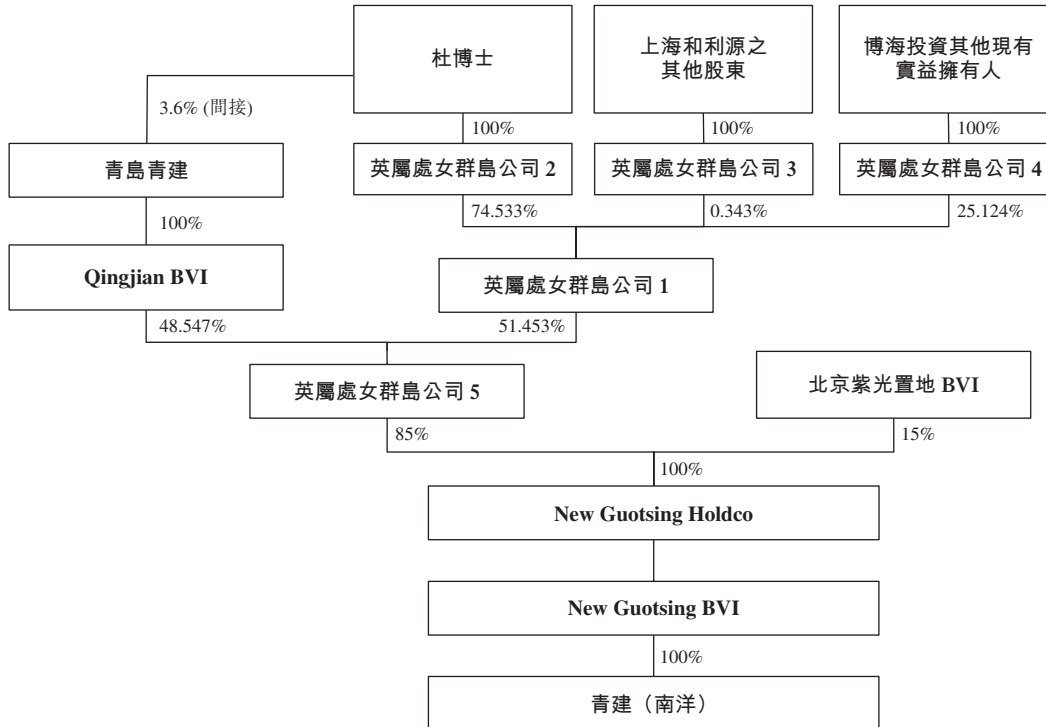 杜博士
上海和利源之
其他股東
博海投資其他現有
實益擁有人
3.6% (間接)
100%
100%
100%
青島青建
英屬處女群島公司 2
英屬處女群島公司 3
英屬處女群島公司 4
100%
74.533%
0.343%
25.124%
Qingjian BVI
英屬處女群島公司 1
48.547%
51.453%
英屬處女群島公司 5
北京紫光置地 BVI
85%
15%
100%
New Guotsing Holdco
New Guotsing BVI
100%
青建（南洋）